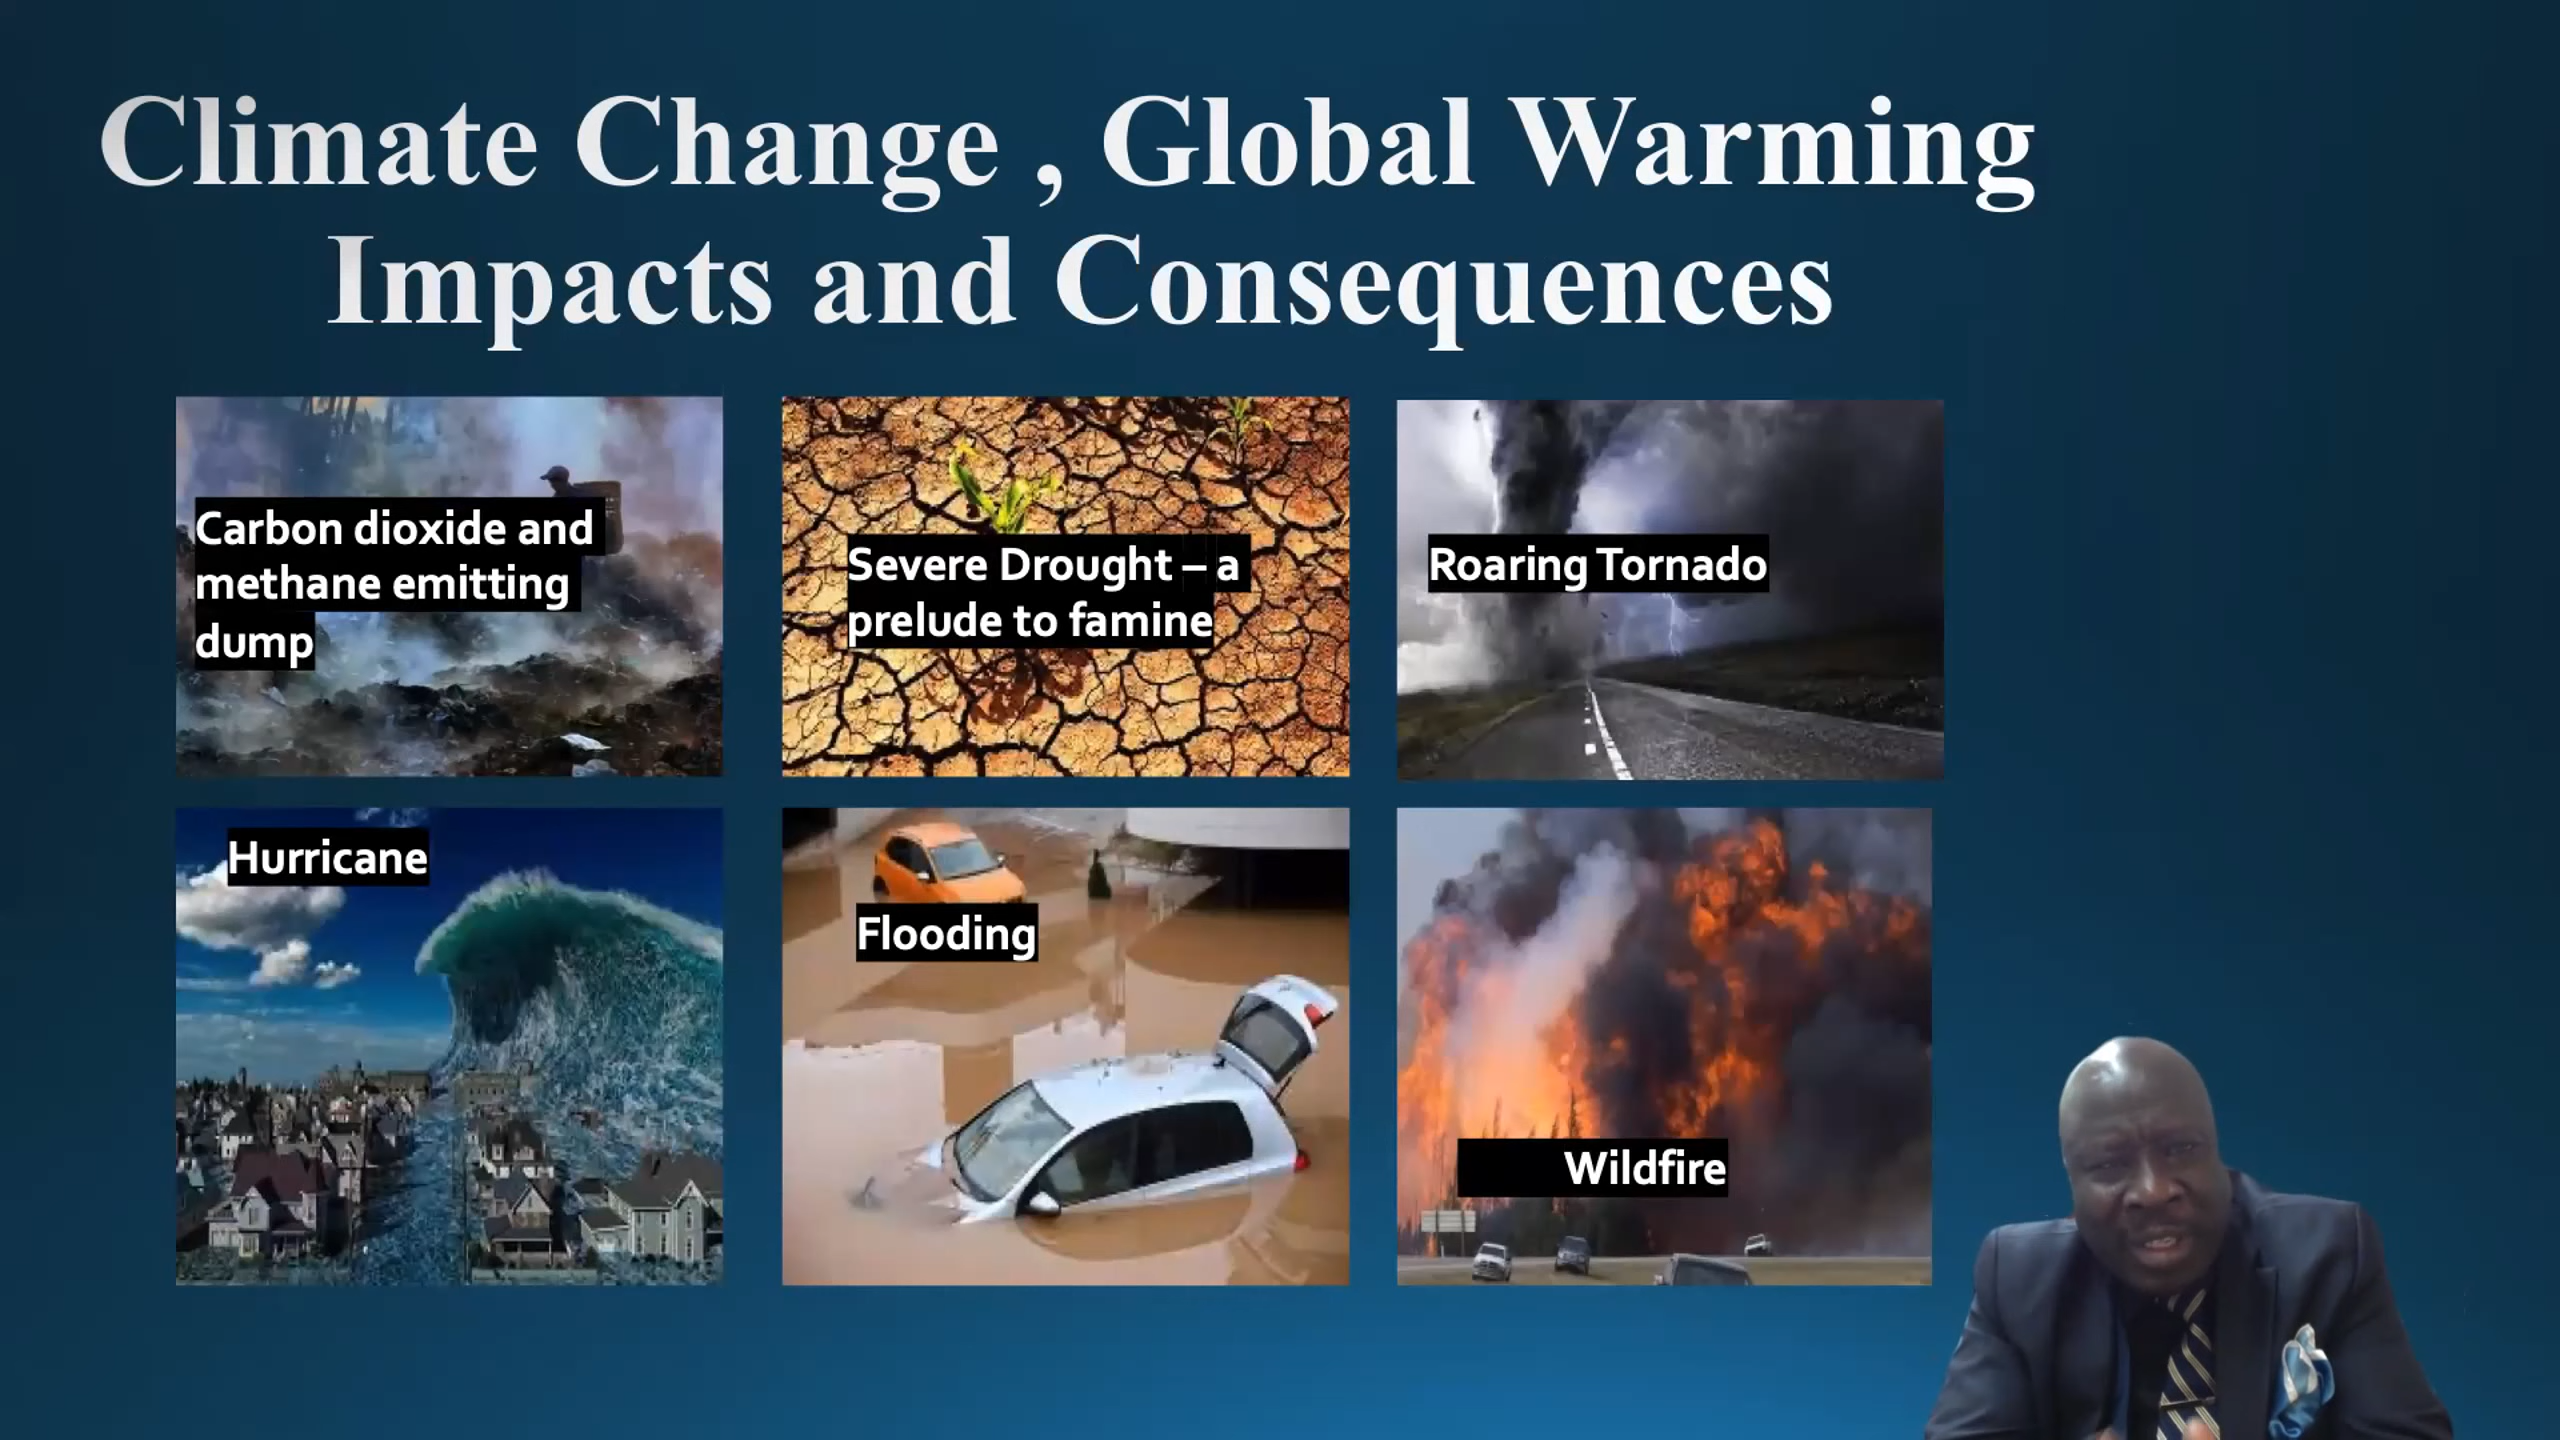 Climate Change , Global Warming
Impacts and Consequences
Carbon dioxide and
methane emitting
dump
Severe Drought – a
prelude to famine
Roaring Tornado
Hurricane
Flooding
Wildfire